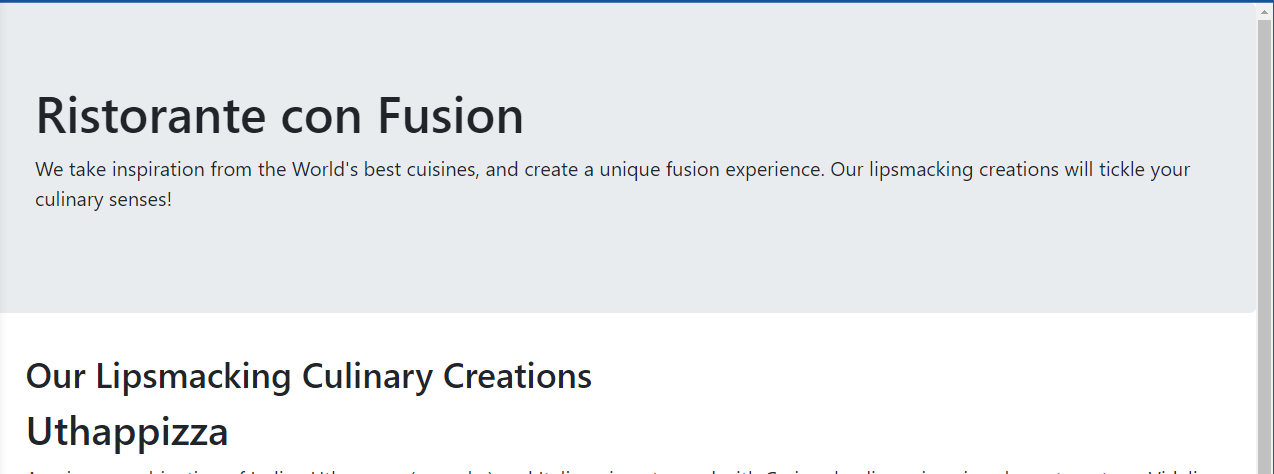 Ristorante con Fusion
We take inspiration from the World's best cuisines, and create a unique fusion experience. Our lipsmacking creations will tickle your
culinary senses!
Our Lipsmacking Culinary Creations
Uthappizza